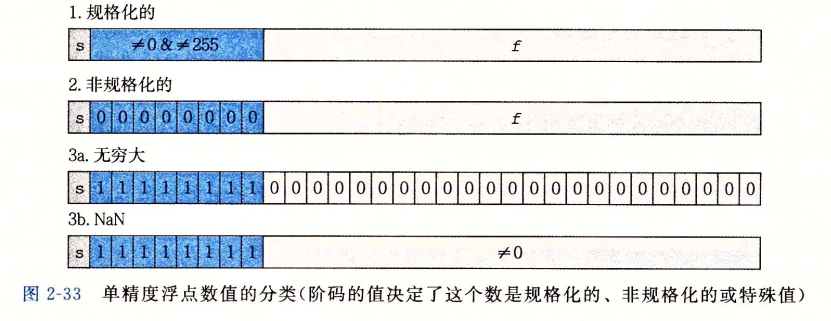 1. 规格化的
s ≠0&≠255 f
2. 非规格化的
s 0 0 0 0 0 0 0 0 f
3a. 无穷大
s 1 1 1 1 1 1 1 1 0 0 0 0 0 0 0 0 0 0 0 0 0 0 0 0 0 0 0 0 0 0 0
3b. NaN
s 1 1 1 1 1 1 1 1 ≠0
图 2-33 单精度浮点数值的分类(阶码的值决定了这个数是规格化的、非规格化的或特殊值)